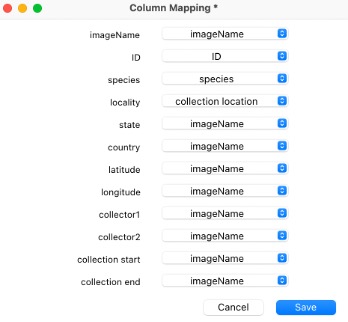 Column Mapping *
imageName imageName
ID ID
species species
locality collection location
state imageName
country imageName
latitude imageName
longitude imageName
collector1 imageName
collector2 imageName
collection start imageName
collection end imageName
Cancel Save